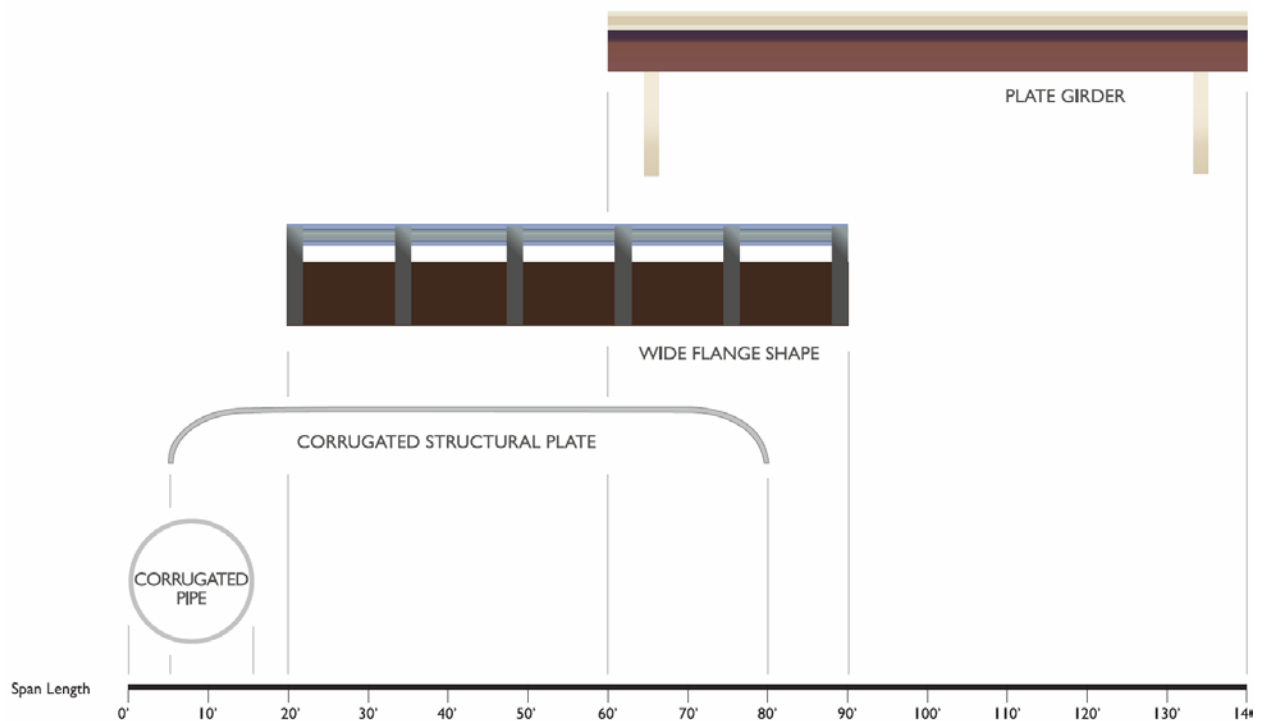 PLATE GIRDER
WIDE FLANGE SHAPE
CORRUGATED STRUCTURAL PLATE
CORRUGATED
PIPE
Span Length
0' 10' 20' 30' 40' 50' 60' 70' 80' 90' 100' 110' 120' 130'